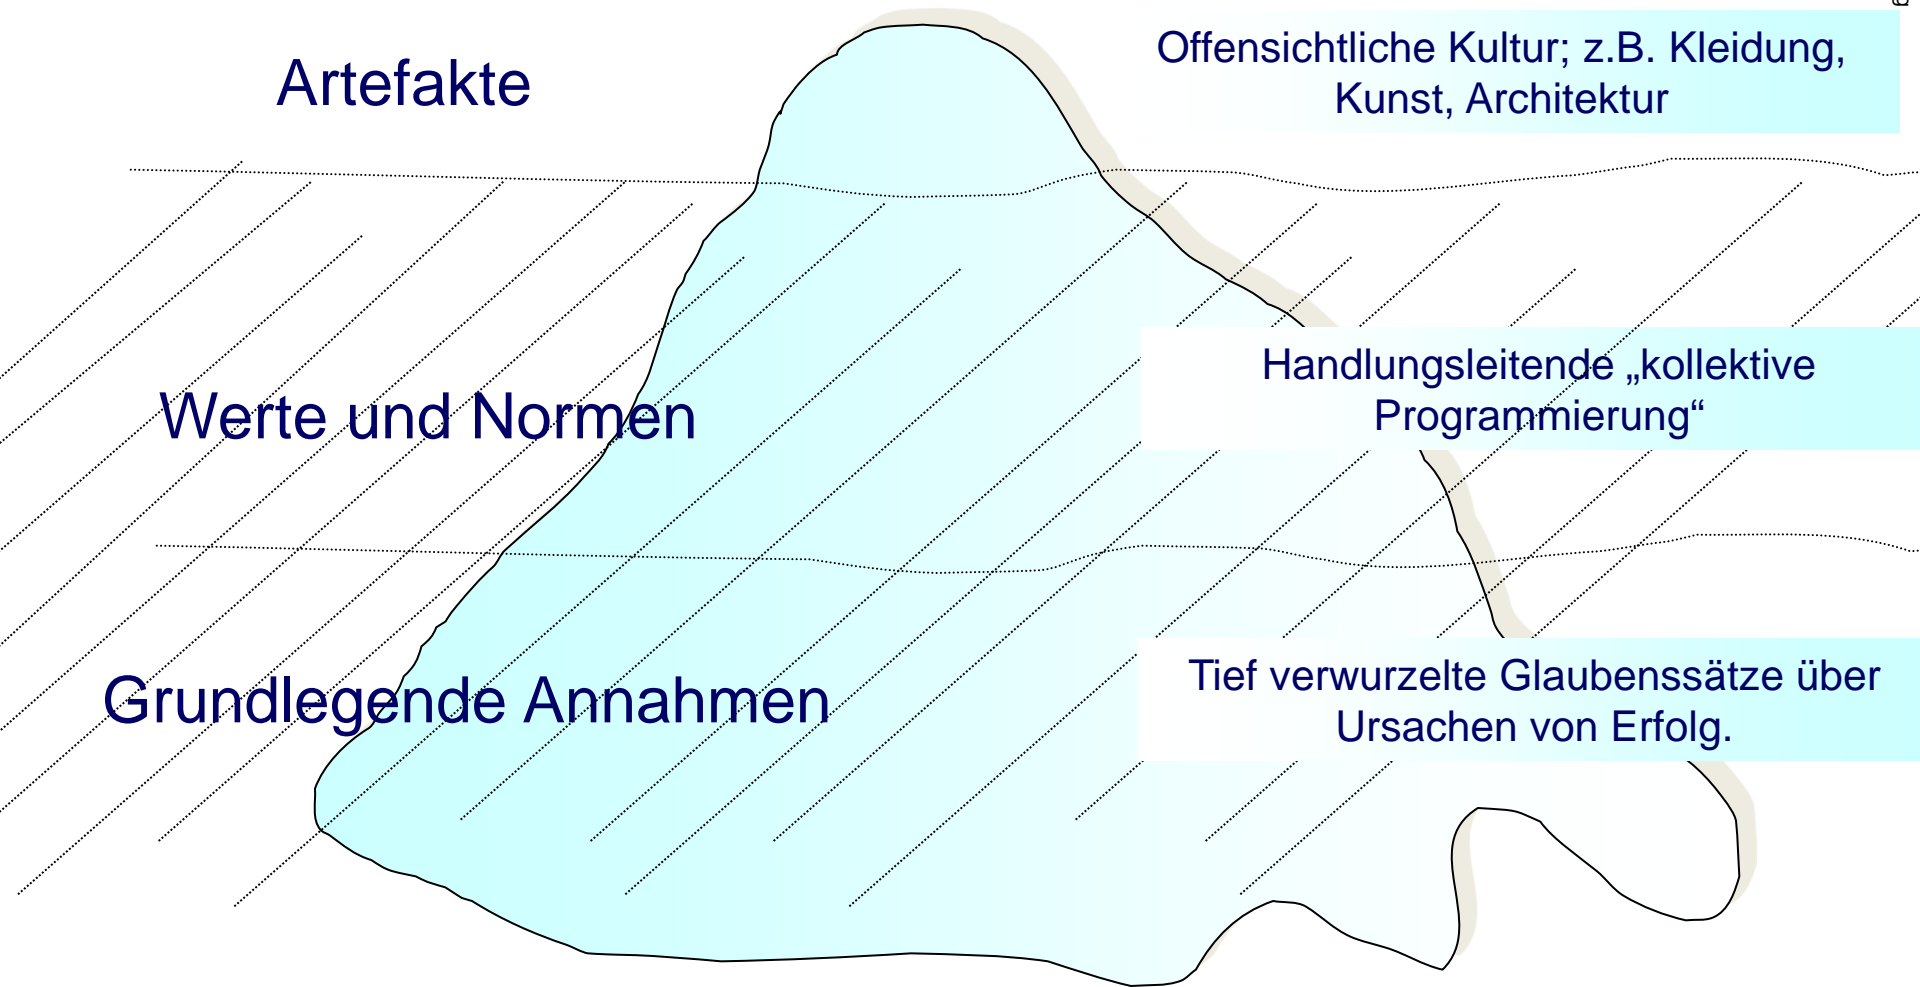 Artefakte
Offensichtliche Kultur; z.B. Kleidung,
Kunst, Architektur
Werte und Normen
Handlungsleitende „kollektive
Programmierung“
Grundlegende Annahmen
Tief verwurzelte Glaubenssätze über
Ursachen von Erfolg.